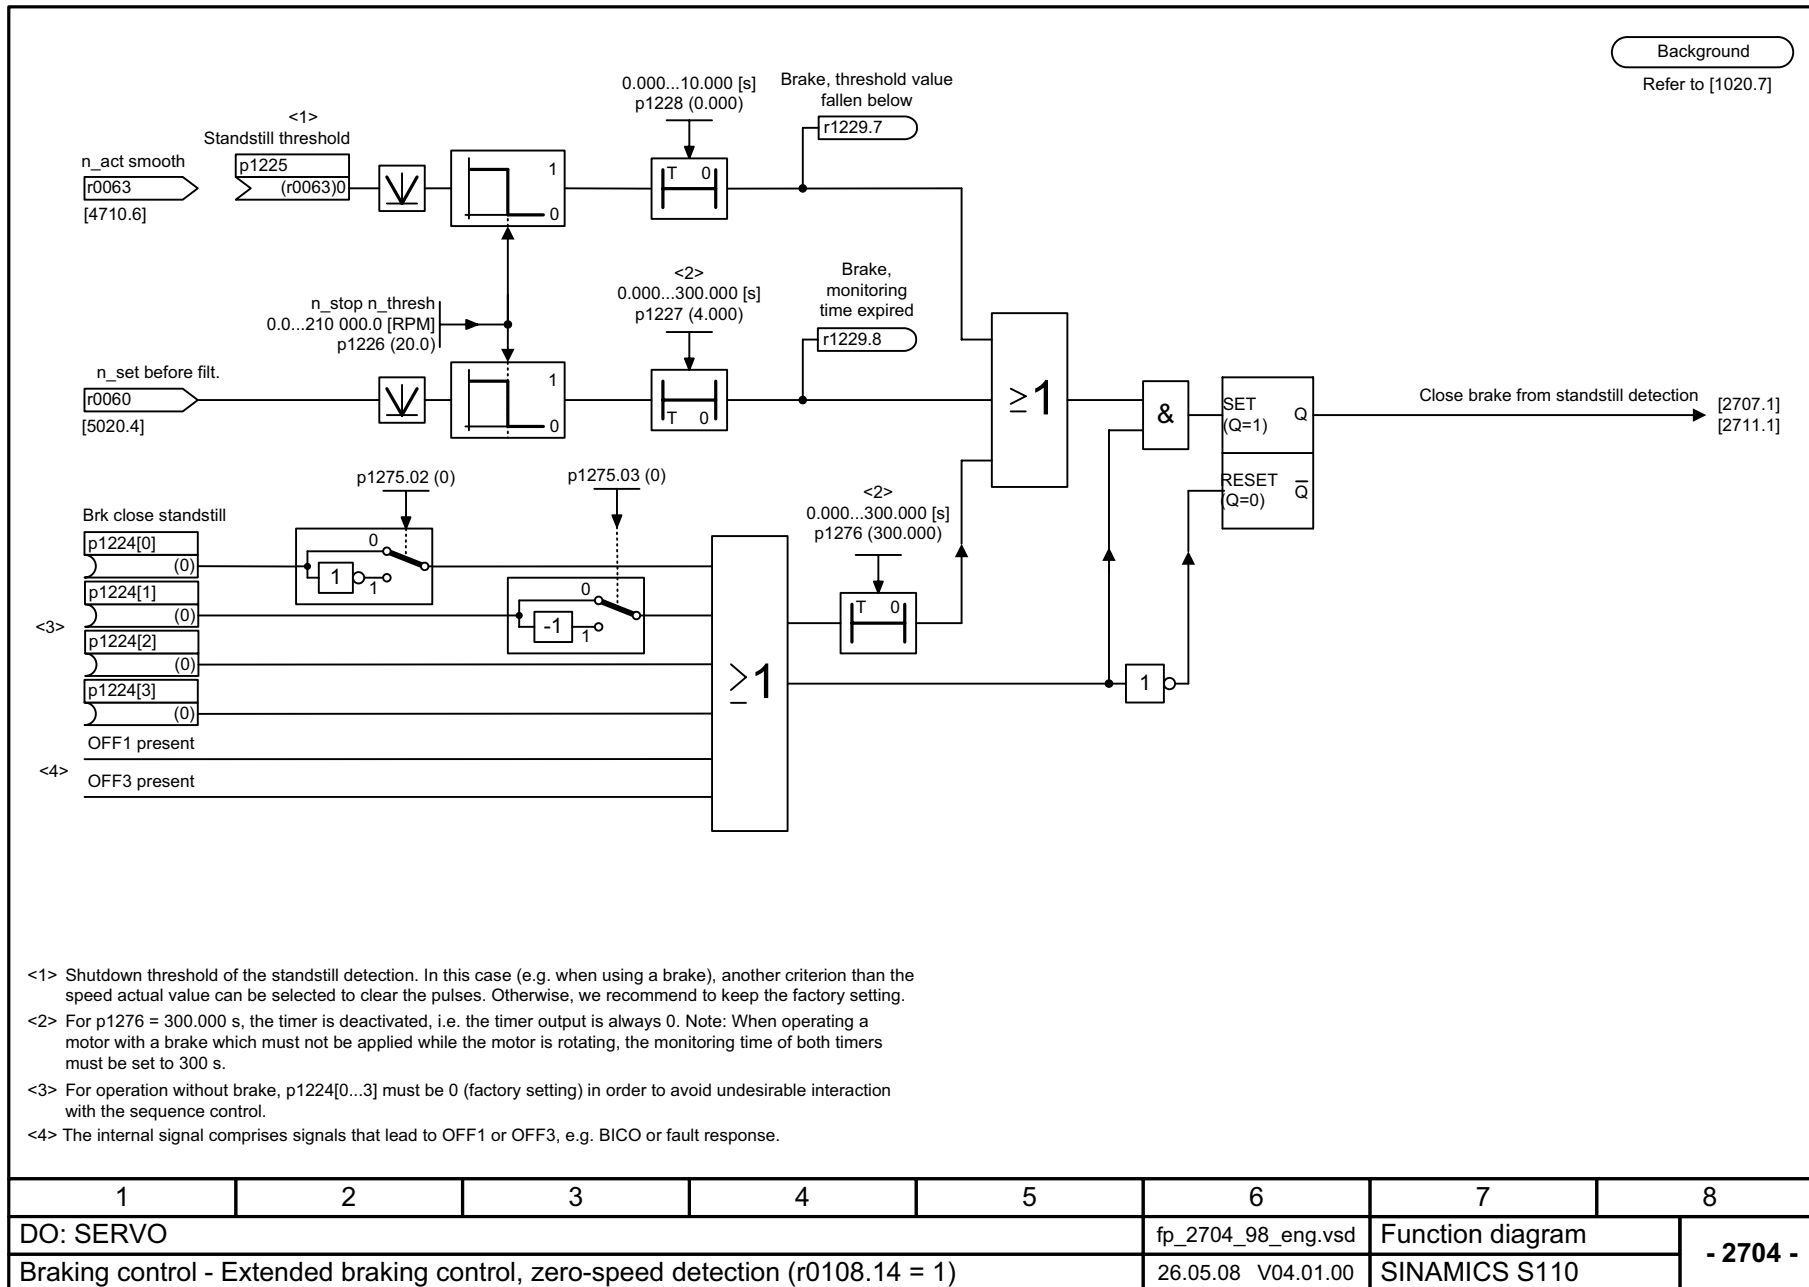 Background
Refer to [1020.7]
0.000...10.000 [s]
p1228 (0.000)
Brake, threshold value
fallen below
r1229.7
<1>
Standstill threshold
n_act smooth
r0063
[4710.6]
p1225
(r0063)0
1
0
T 0
n_stop n_thresh
0.0...210 000.0 [RPM]
p1226 (20.0)
<2>
0.000...300.000 [s]
p1227 (4.000)
Brake,
monitoring
time expired
r1229.8
n_set before filt.
r0060
[5020.4]
1
0
T 0
≥1
&
SET
(Q=1)
Q
RESET
(Q=0)
Q̅
Close brake from standstill detection
[2707.1]
[2711.1]
p1275.02 (0)
p1275.03 (0)
Brk close standstill
p1224[0]
(0)
p1224[1]
(0)
<3>
p1224[2]
(0)
p1224[3]
(0)
0
1
1
0
-1
1
<2>
0.000...300.000 [s]
p1276 (300.000)
T 0
≥1
1
OFF1 present
<4>
OFF3 present
<1> Shutdown threshold of the standstill detection. In this case (e.g. when using a brake), another criterion than the
speed actual value can be selected to clear the pulses. Otherwise, we recommend to keep the factory setting.
<2> For p1276 = 300.000 s, the timer is deactivated, i.e. the timer output is always 0. Note: When operating a
motor with a brake which must not be applied while the motor is rotating, the monitoring time of both timers
must be set to 300 s.
<3> For operation without brake, p1224[0...3] must be 0 (factory setting) in order to avoid undesirable interaction
with the sequence control.
<4> The internal signal comprises signals that lead to OFF1 or OFF3, e.g. BICO or fault response.
1 2 3 4 5 6 7 8
DO: SERVO
fp_2704_98_eng.vsd
Function diagram
- 2704 -
Braking control - Extended braking control, zero-speed detection (r0108.14 = 1)
26.05.08 V04.01.00
SINAMICS S110